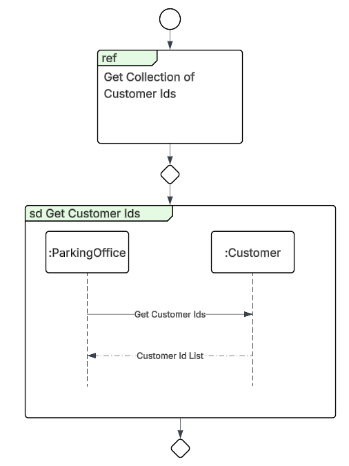 ref
Get Collection of
Customer Ids
sd Get Customer Ids
:ParkingOffice
:Customer
Get Customer Ids
Customer Id List